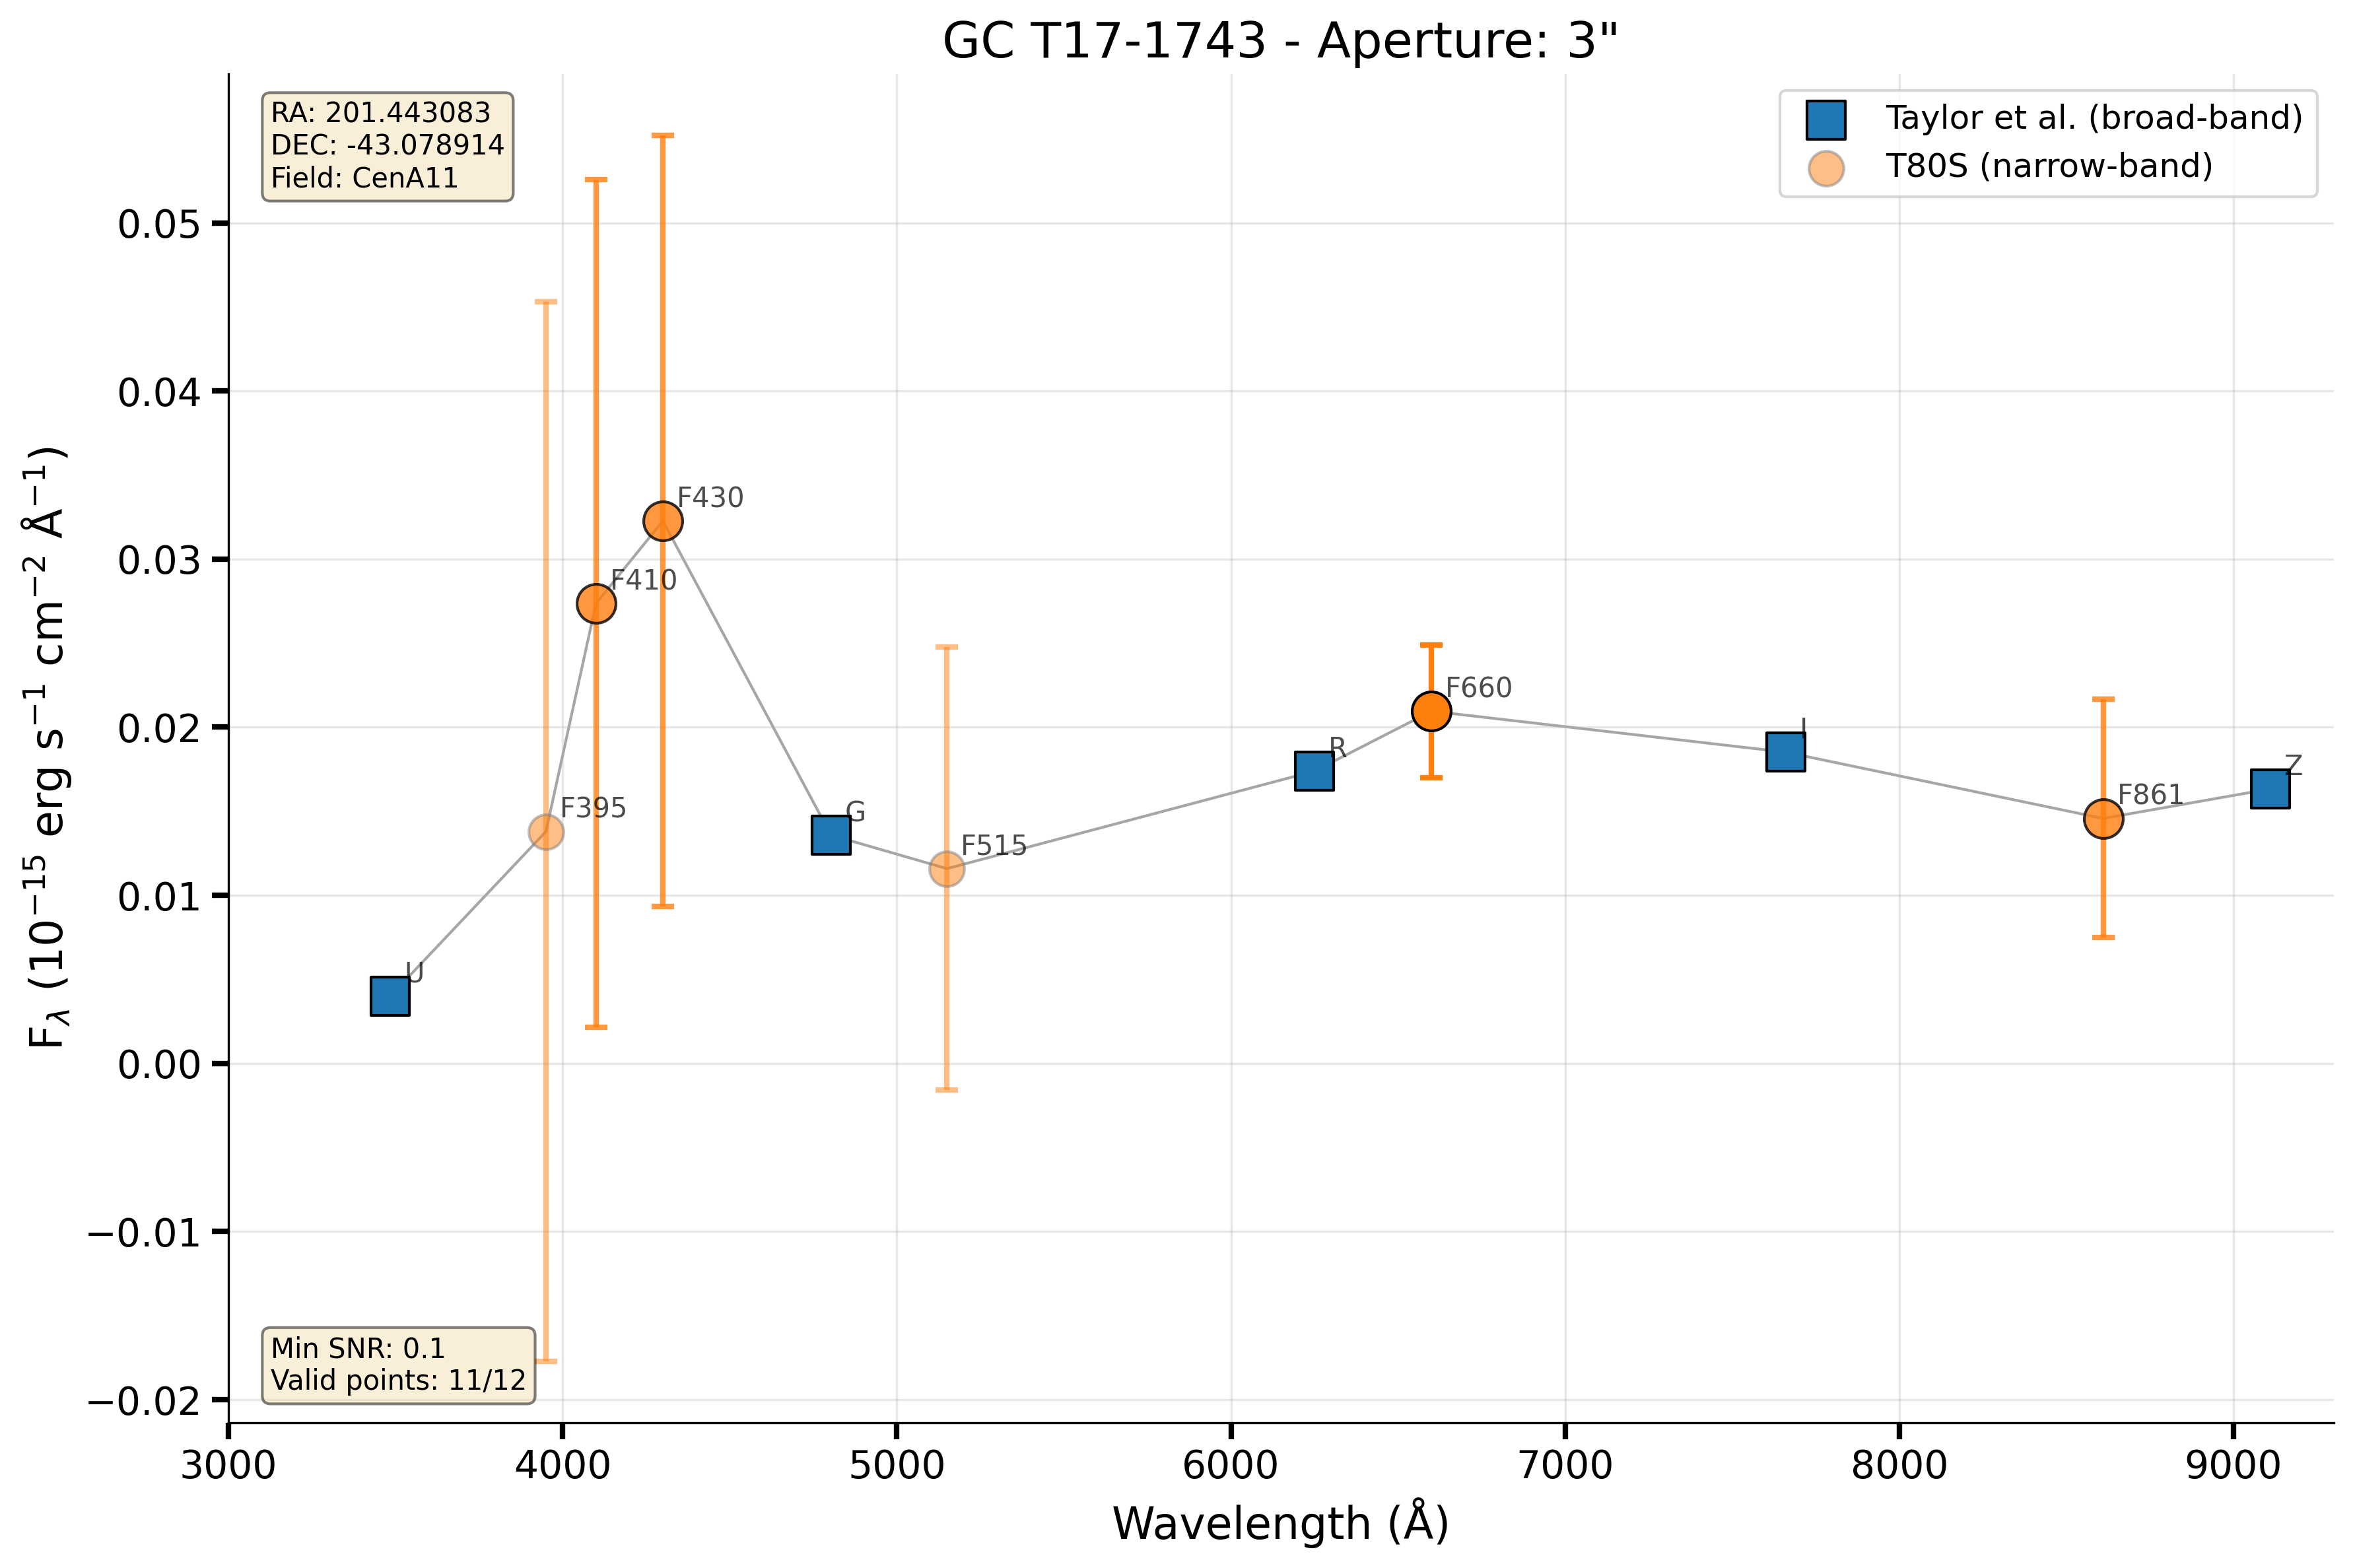 GC T17-1743 - Aperture: 3"
RA: 201.443083
DEC: -43.078914
Field: CenA11
Taylor et al. (broad-band)
T80S (narrow-band)
F$_{λ}$ (10$^{-15}$ erg s$^{-1}$ cm$^{-2}$ Å$^{-1}$)
0.05
0.04
0.03
0.02
0.01
0.00
−0.01
−0.02
U
F395
F410
F430
G
F515
R
F660
I
F861
Z
Min SNR: 0.1
Valid points: 11/12
3000 4000 5000 6000 7000 8000 9000
Wavelength (Å)